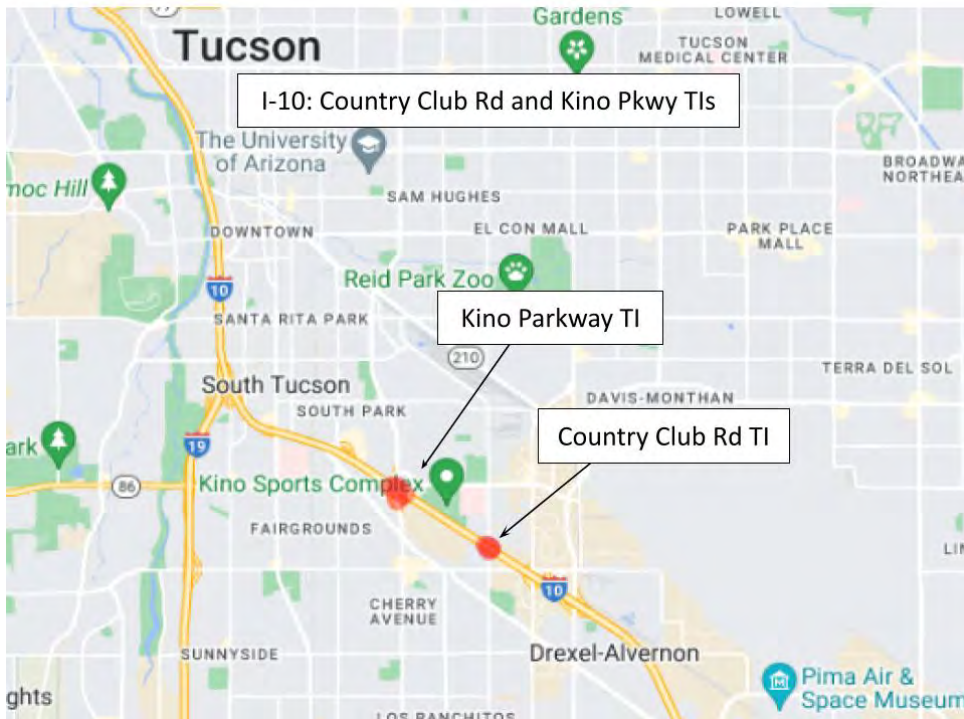 Gardens
LOWELL
Tucson
TUCSON
MEDICAL CENTER
I-10: Country Club Rd and Kino Pkwy TIs
The University
of Arizona
BROADWA
NORTHEA
moc Hill
SAM HUGHES
DOWNTOWN
EL CON MALL
PARK PLACE
MALL
Reid Park Zoo
10
SANTA RITA PARK
Kino Parkway TI
210
TERRA DEL SOL
South Tucson
SOUTH PARK
DAVIS-MONTHAN
Country Club Rd TI
ark
19
86
Kino Sports Complex
FAIRGROUNDS
LIN
10
CHERRY
AVENUE
SUNNYSIDE
Drexel-Alvernon
Pima Air &
Space Museum
ghts
LOS RANCHITOS